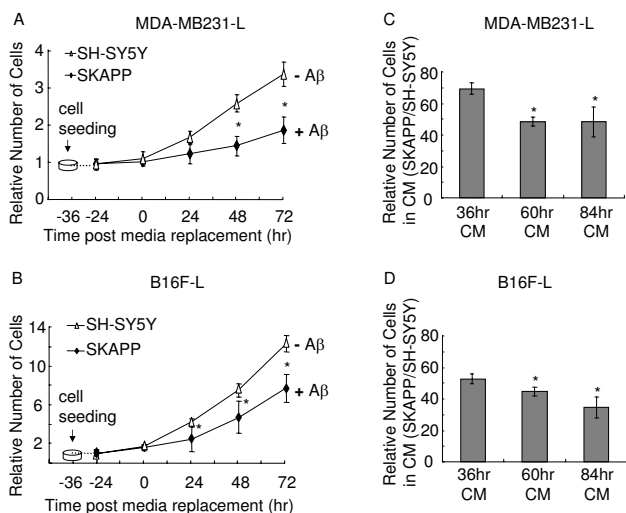 A
MDA-MB231-L
Relative Number of Cells
4
3
2
1
0
SH-SY5Y
SKAPP
cell
seeding
- Aβ
*
*
+ Aβ
-36 -24 0 24 48 72
Time post media replacement (hr)
B
B16F-L
Relative Number of Cells
14
10
6
2
SH-SY5Y
SKAPP
cell
seeding
- Aβ
*
*
*
+ Aβ
-36 -24 0 24 48 72
Time post media replacement (hr)
C
MDA-MB231-L
Relative Number of Cells
in CM (SKAPP/SH-SY5Y)
80
60
40
20
0
*
*
36hr 60hr 84hr
CM CM CM
D
B16F-L
Relative Number of Cells
in CM (SKAPP/SH-SY5Y)
80
60
40
20
0
*
*
36hr 60hr 84hr
CM CM CM